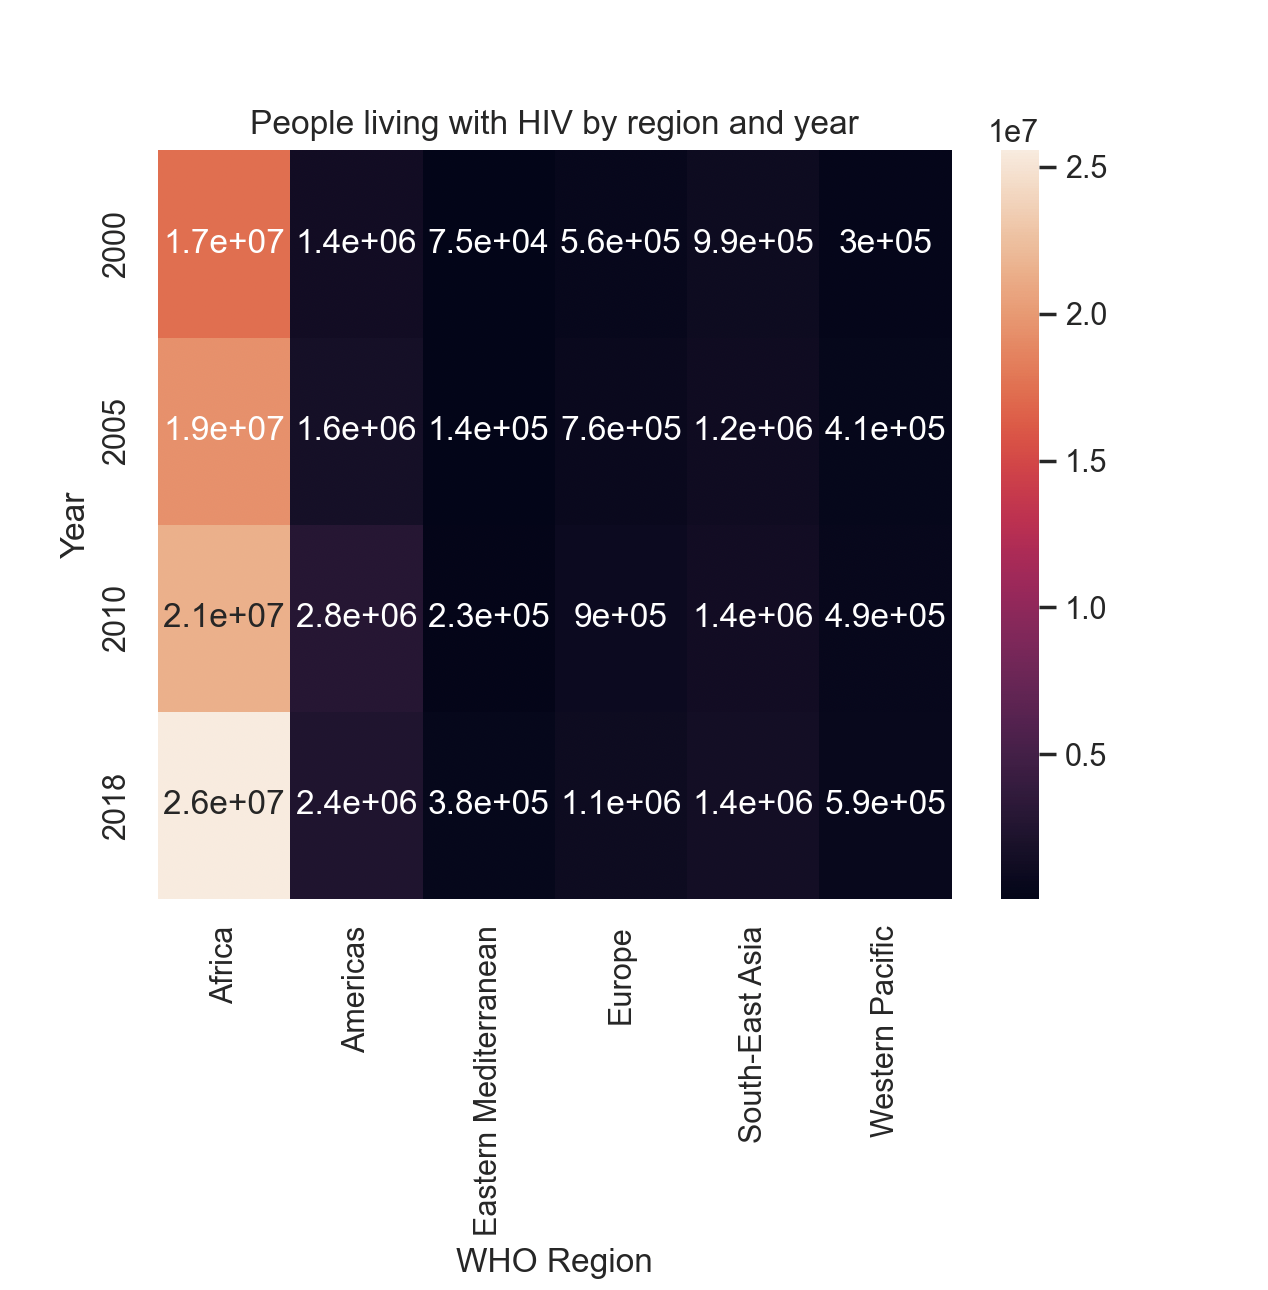 People living with HIV by region and year
1e7
2.5
2.0
1.5
1.0
0.5
Year
2000
1.7e+07 1.4e+06 7.5e+04 5.6e+05 9.9e+05 3e+05
2005
1.9e+07 1.6e+06 1.4e+05 7.6e+05 1.2e+06 4.1e+05
2010
2.1e+07 2.8e+06 2.3e+05 9e+05 1.4e+06 4.9e+05
2018
2.6e+07 2.4e+06 3.8e+05 1.1e+06 1.4e+06 5.9e+05
Africa
Americas
Eastern Mediterranean
Europe
South-East Asia
Western Pacific
WHO Region